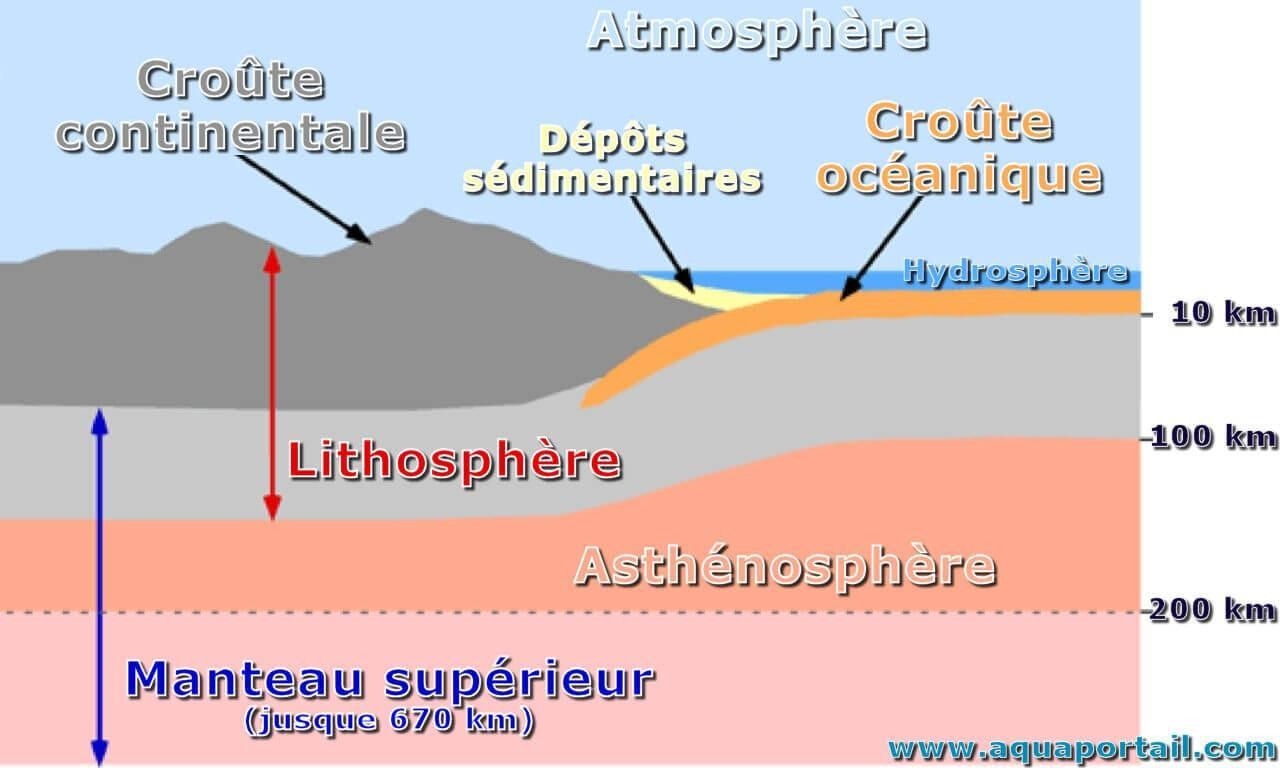 Atmosphère
Croûte
continentale
Dépôts
sédimentaires
Croûte
océanique
Hydrosphère
10 km
100 km
Lithosphère
Asthénosphère
200 km
Manteau supérieur
(jusque 670 km)
www.aquaportail.com